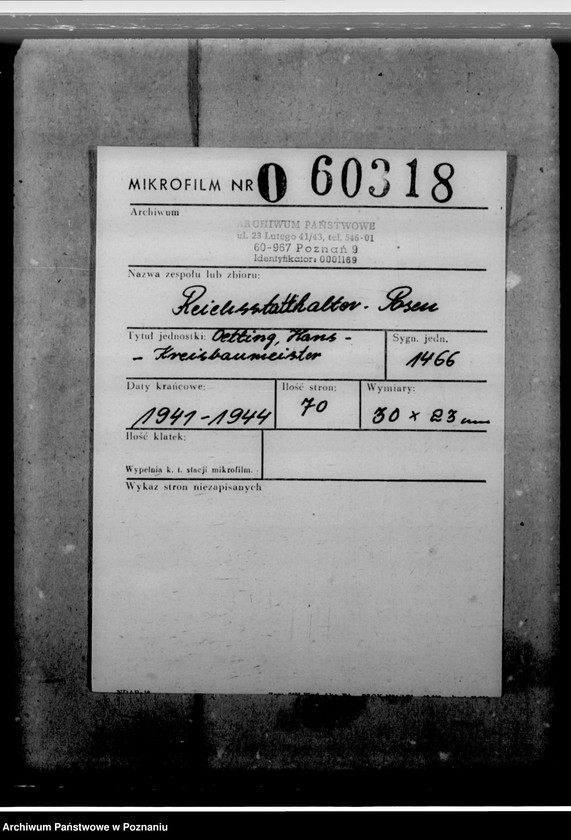 MIKROFILM NR 0 60318
Archiwum
ARCHIWUM PAŃSTWOWE
ul. 23 Lutego 41/43, tel. 546-01
60-967 Poznań 9
Identyfikator: 0001169
Nazwa zespołu lub zbioru:
Reichsstatthalter - Posen
Tytuł jednostki: Oetting, Hans -
- Kreisbaumeister
Sygn. jedn.
1466
Daty krańcowe:
1941-1944
Ilość stron:
70
Wymiary:
30 x 23 cm
Ilość klatek:
Wypełnia k. t. stacji mikrofilm.
Wykaz stron niezapisanych
Archiwum Państwowe w Poznaniu